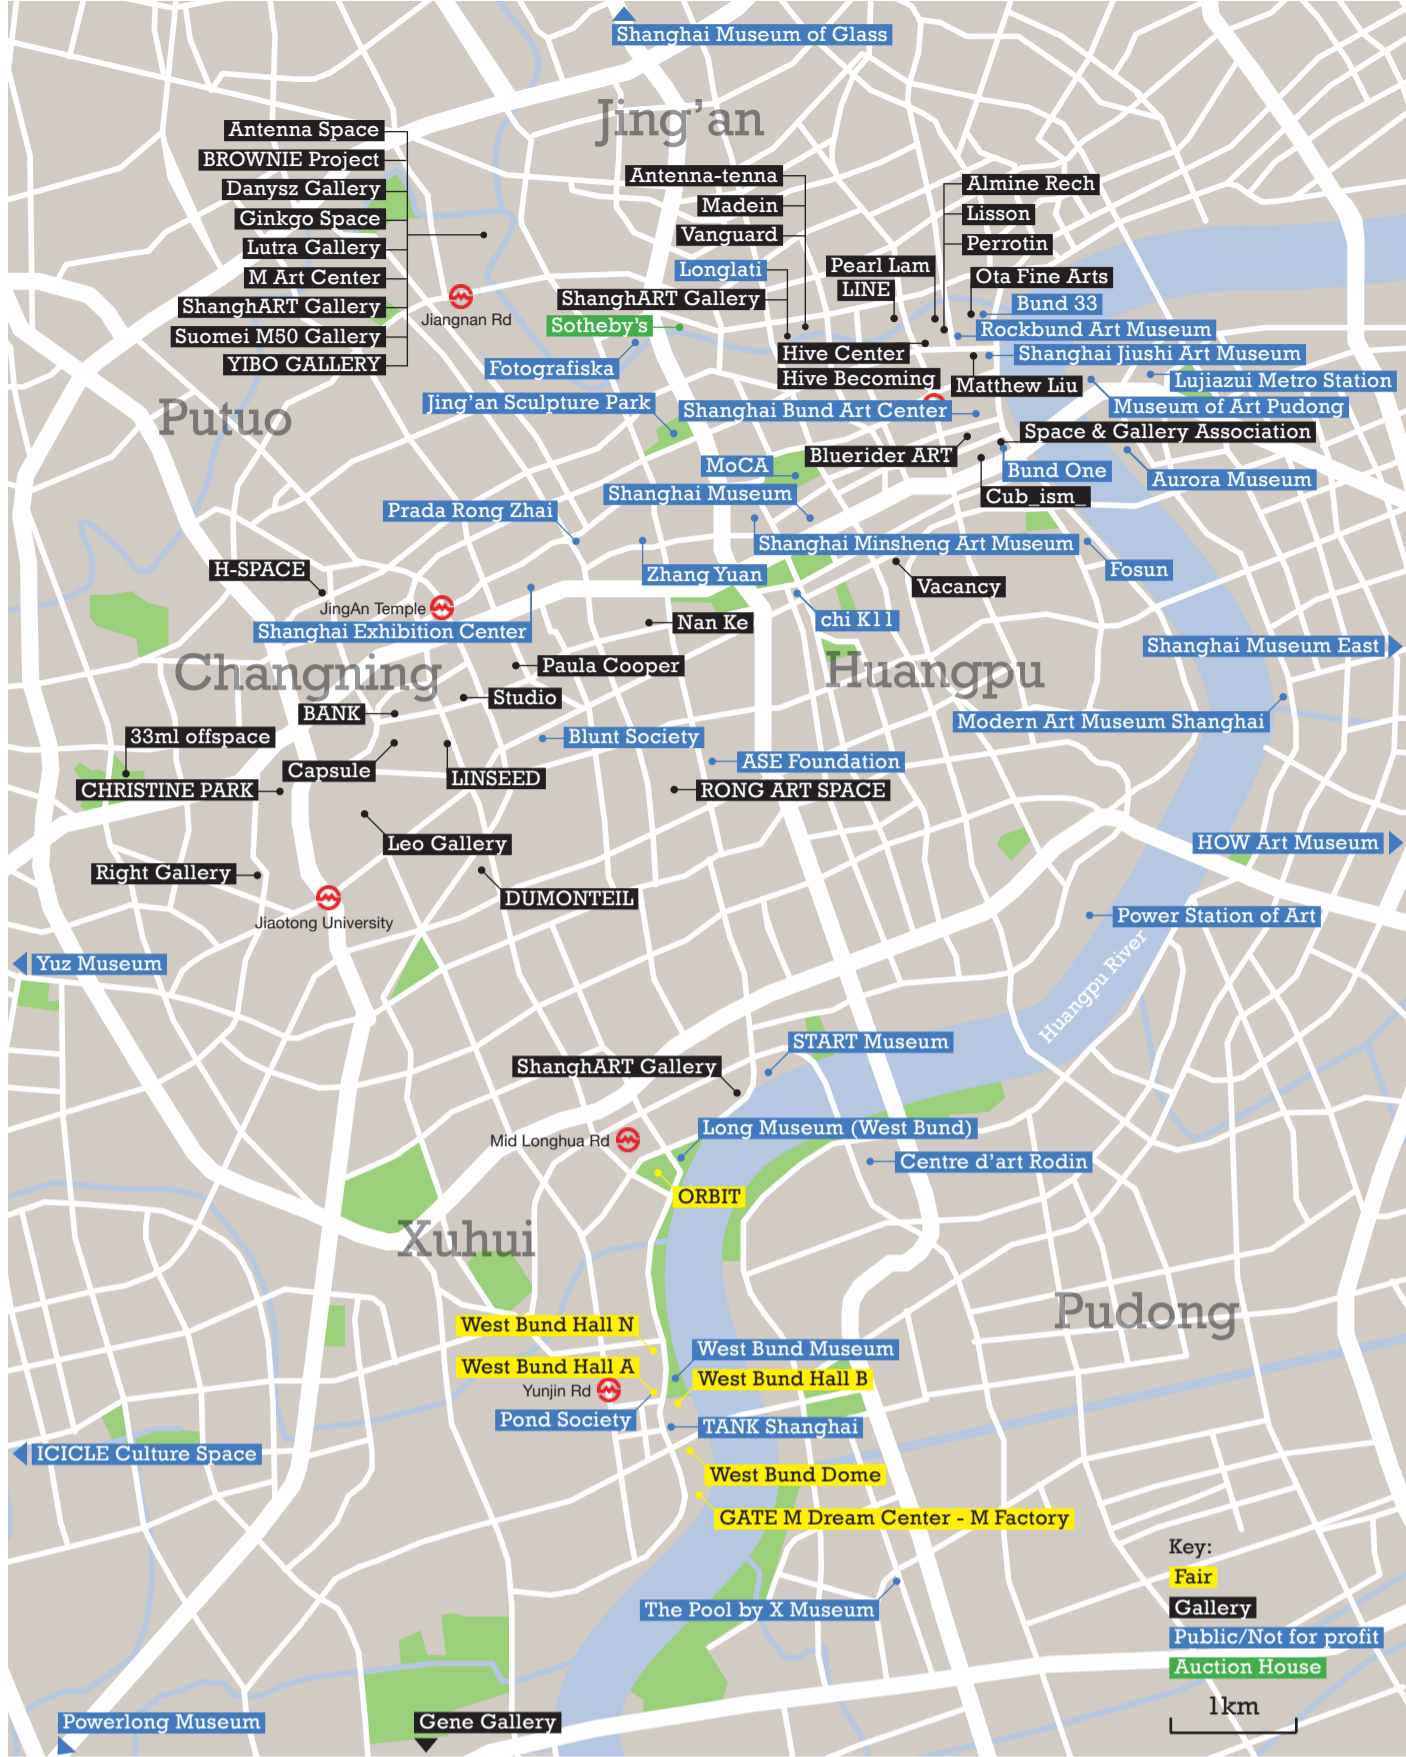 Shanghai Museum of Glass
Jing'an
Antenna Space
BROWNIE Project
Danysz Gallery
Ginkgo Space
Lutra Gallery
M Art Center
ShanghART Gallery
Suomei M50 Gallery
YIBO GALLERY
Jiangnan Rd
Antenna-tenna
Madein
Vanguard
Longlati
ShanghART Gallery
Sotheby's
Fotografiska
Pearl Lam
LINE
Almine Rech
Lisson
Perrotin
Ota Fine Arts
Bund 33
Rockbund Art Museum
Hive Center
Hive Becoming
Shanghai Jiushi Art Museum
Matthew Liu
Lujiazui Metro Station
Museum of Art Pudong
Putuo
Jing'an Sculpture Park
Shanghai Bund Art Center
Space & Gallery Association
Bluerider ART
MoCA
Bund One
Aurora Museum
Shanghai Museum
Cub_ism_
Prada Rong Zhai
Shanghai Minsheng Art Museum
Fosun
Zhang Yuan
Vacancy
H-SPACE
JingAn Temple
Shanghai Exhibition Center
Nan Ke
chi K11
Shanghai Museum East
Changning
Paula Cooper
Huangpu
Studio
BANK
Modern Art Museum Shanghai
33ml offspace
Blunt Society
Capsule
LINSEED
ASE Foundation
CHRISTINE PARK
RONG ART SPACE
Leo Gallery
HOW Art Museum
Right Gallery
DUMONTEIL
Jiaotong University
Power Station of Art
Yuz Museum
Huangpu River
START Museum
ShanghART Gallery
Long Museum (West Bund)
Mid Longhua Rd
Centre d'art Rodin
ORBIT
Xuhui
Pudong
West Bund Hall N
West Bund Museum
West Bund Hall A
West Bund Hall B
Yunjin Rd
Pond Society
TANK Shanghai
ICICLE Culture Space
West Bund Dome
GATE M Dream Center - M Factory
The Pool by X Museum
Key:
Fair
Gallery
Public/Not for profit
Auction House
1km
Powerlong Museum
Gene Gallery